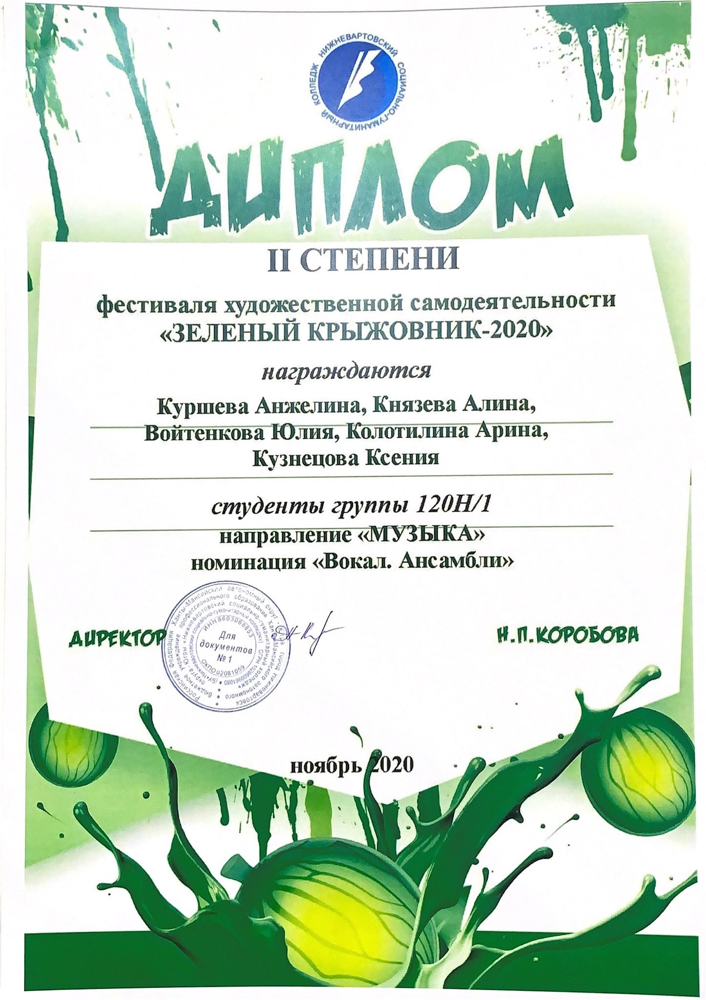 НИЖНЕВАРТОВСКИЙ СОЦИАЛЬНО-ГУМАНИТАРНЫЙ КОЛЛЕДЖ
ДИПЛОМ
II СТЕПЕНИ
фестиваля художественной самодеятельности
«ЗЕЛЕНЫЙ КРЫЖОВНИК-2020»
награждаются
Куршева Анжелина, Князева Алина,
Войтенкова Юлия, Колотилина Арина,
Кузнецова Ксения
студенты группы 120Н/1
направление «МУЗЫКА»
номинация «Вокал. Ансамбли»
ДИРЕКТОР
Н.П.КОРОБОВА
Российская Федерация Ханты-Мансийский автономный округ - Югра город Нижневартовск
бюджетное учреждение профессионального образования Ханты-Мансийского автономного
округа - Югры «Нижневартовский социально-гуманитарный колледж»
(БУ «Нижневартовский социально-гуманитарный колледж») ОГРН 1028600961080
ИНН 8603068853
Для
документов
№ 1
ОКПО 02081059
ноябрь 2020